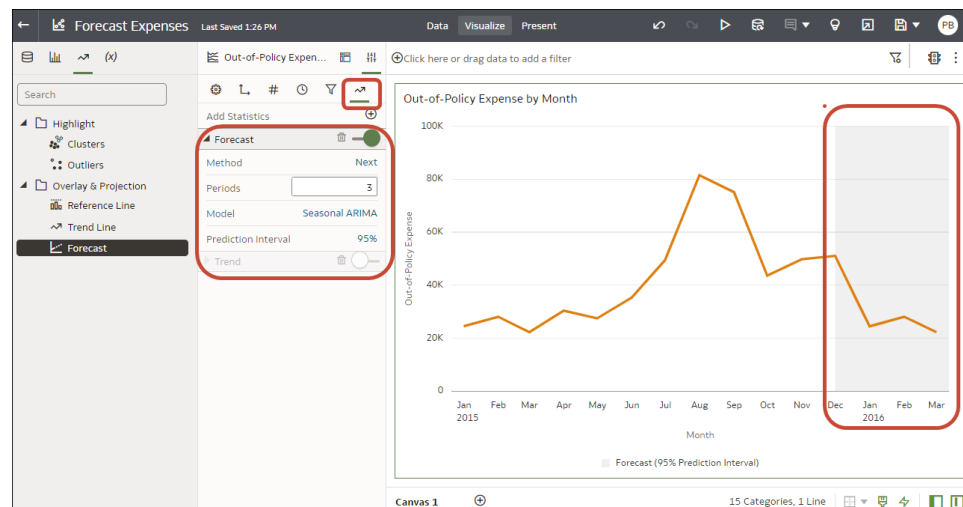 Forecast Expenses Last Saved 1:26 PM Data Visualize Present PB
(x) Out-of-Policy Expen... Click here or drag data to add a filter
Search
Highlight
Clusters
Outliers
Overlay & Projection
Reference Line
Trend Line
Forecast
#
Add Statistics
Forecast
Method Next
Periods 3
Model Seasonal ARIMA
Prediction Interval 95%
Trend
Out-of-Policy Expense by Month
100K
80K
60K
40K
20K
0
Out-of-Policy Expense
Jan Feb Mar Apr May Jun Jul Aug Sep Oct Nov Dec Jan Feb Mar
2015 2016
Month
Forecast (95% Prediction Interval)
Canvas 1 15 Categories, 1 Line